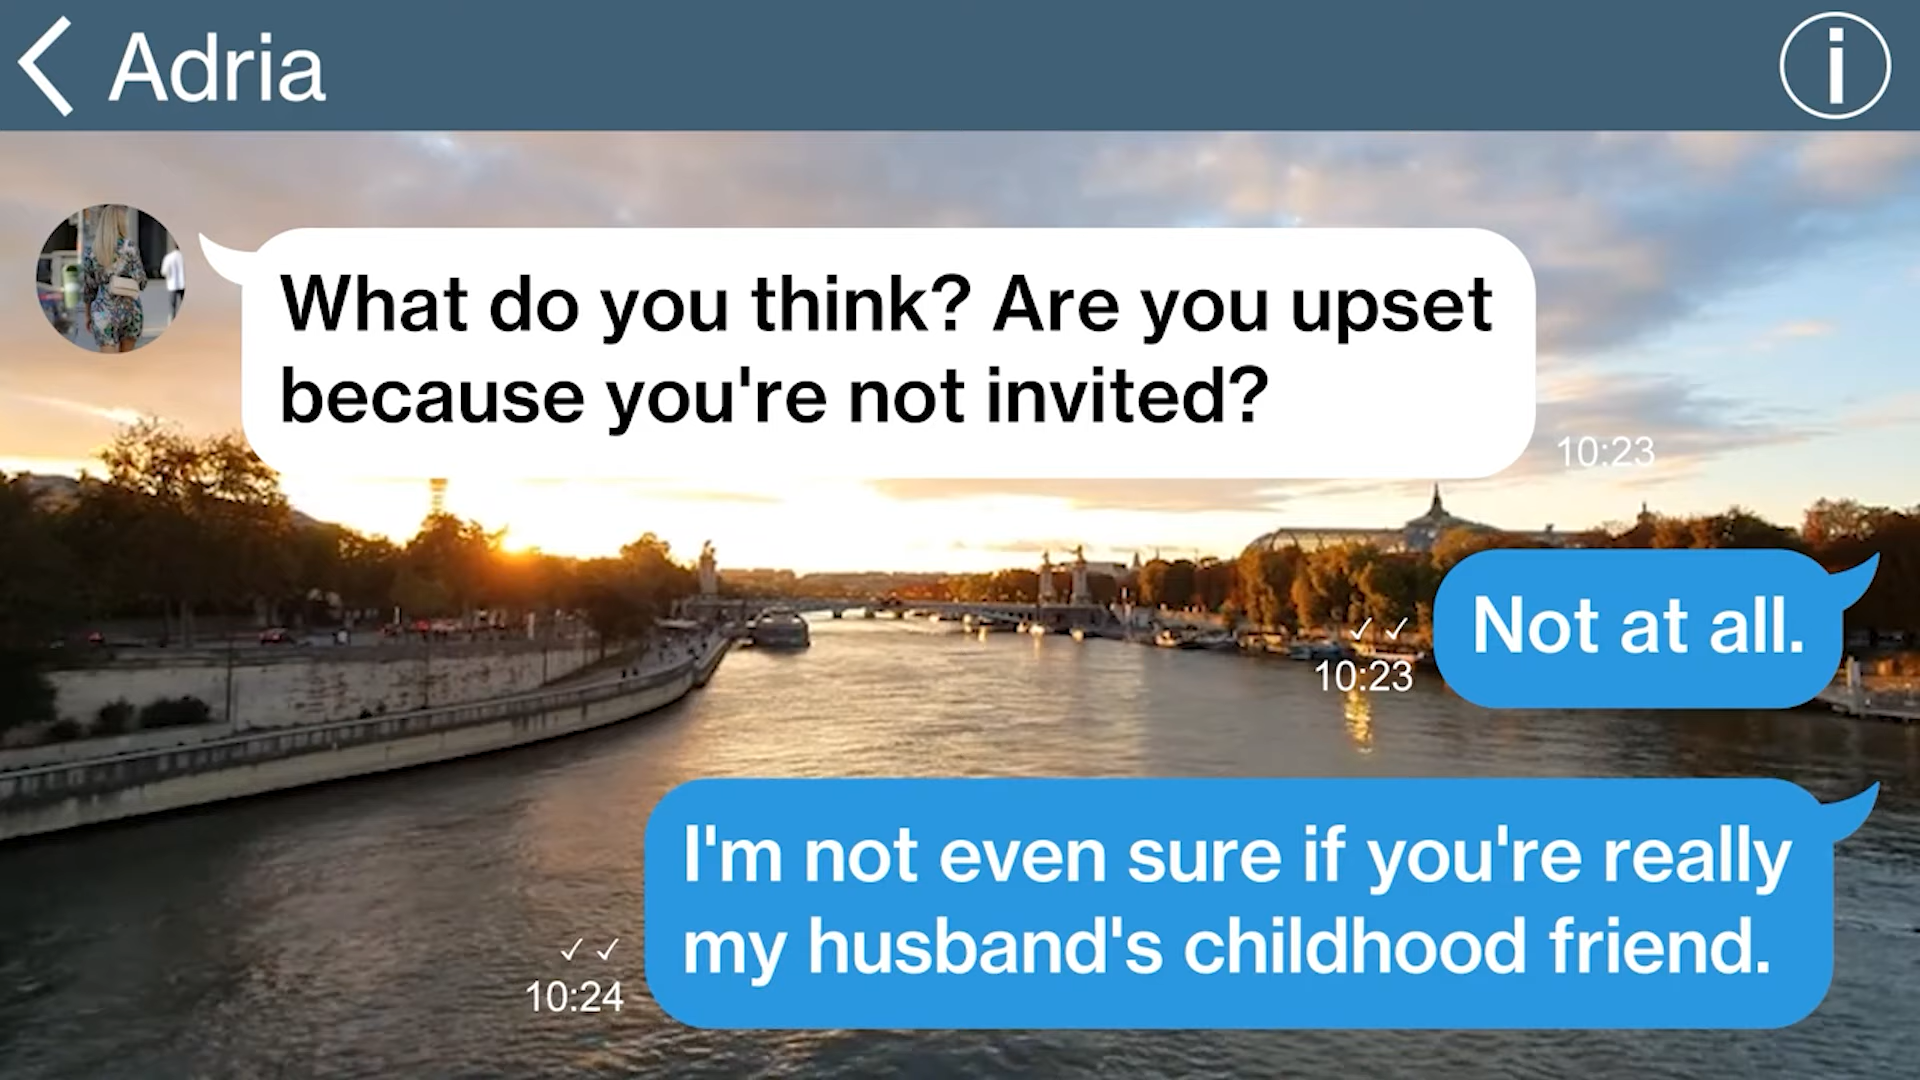 Adria
What do you think? Are you upset
because you're not invited?
10:23
Not at all.
10:23
I'm not even sure if you're really
my husband's childhood friend.
10:24